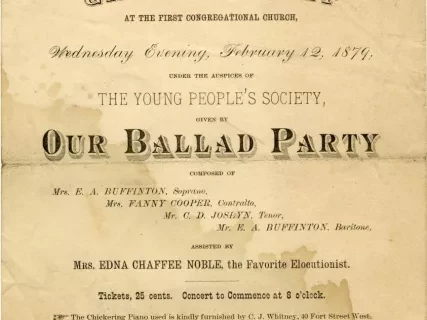 AT THE FIRST CONGREGATIONAL CHURCH,
Wednesday Evening, February 12, 1879,
UNDER THE AUSPICES OF
THE YOUNG PEOPLE'S SOCIETY,
GIVEN BY
OUR BALLAD PARTY
COMPOSED OF
Mrs. E. A. BUFFINTON, Soprano,
Mrs. FANNY COOPER, Contralto,
Mr. C. D. JOSLYN, Tenor,
Mr. E. A. BUFFINTON, Baritone,
ASSISTED BY
MRS. EDNA CHAFFEE NOBLE, the Favorite Elocutionist.
Tickets, 25 cents. Concert to Commence at 8 o'clock.
☞ The Chickering Piano used is kindly furnished by C. J. Whitney, 40 Fort Street West.